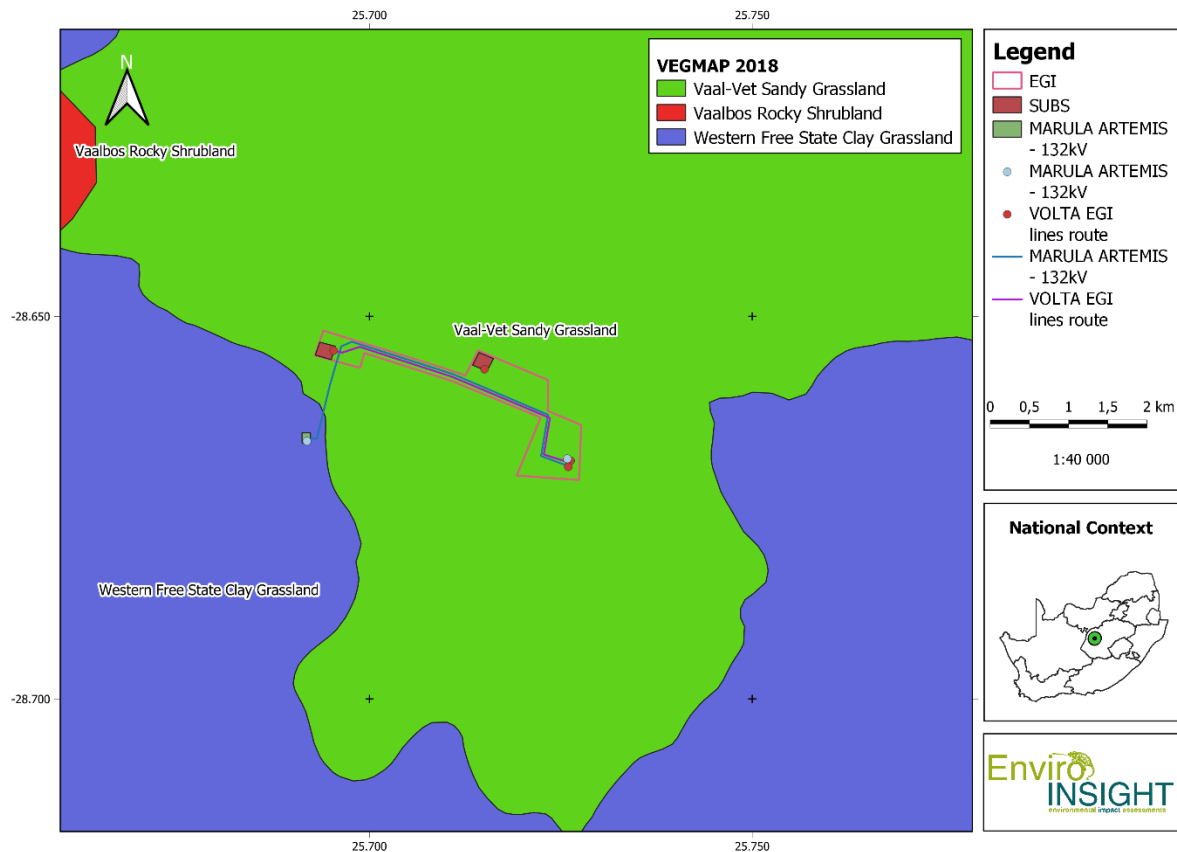 25.700
25.750
N
VEGMAP 2018
Vaal-Vet Sandy Grassland
Vaalbos Rocky Shrubland
Western Free State Clay Grassland
Vaalbos Rocky Shrubland
-28.650
Vaal-Vet Sandy Grassland
Western Free State Clay Grassland
-28.700
25.700
25.750
Legend
EGI
SUBS
MARULA ARTEMIS
- 132kV
MARULA ARTEMIS
- 132kV
VOLTA EGI
lines route
MARULA ARTEMIS
- 132kV
VOLTA EGI
lines route
0 0,5 1 1,5 2 km
1:40 000
National Context
Enviro
INSIGHT
environmental impact assessments